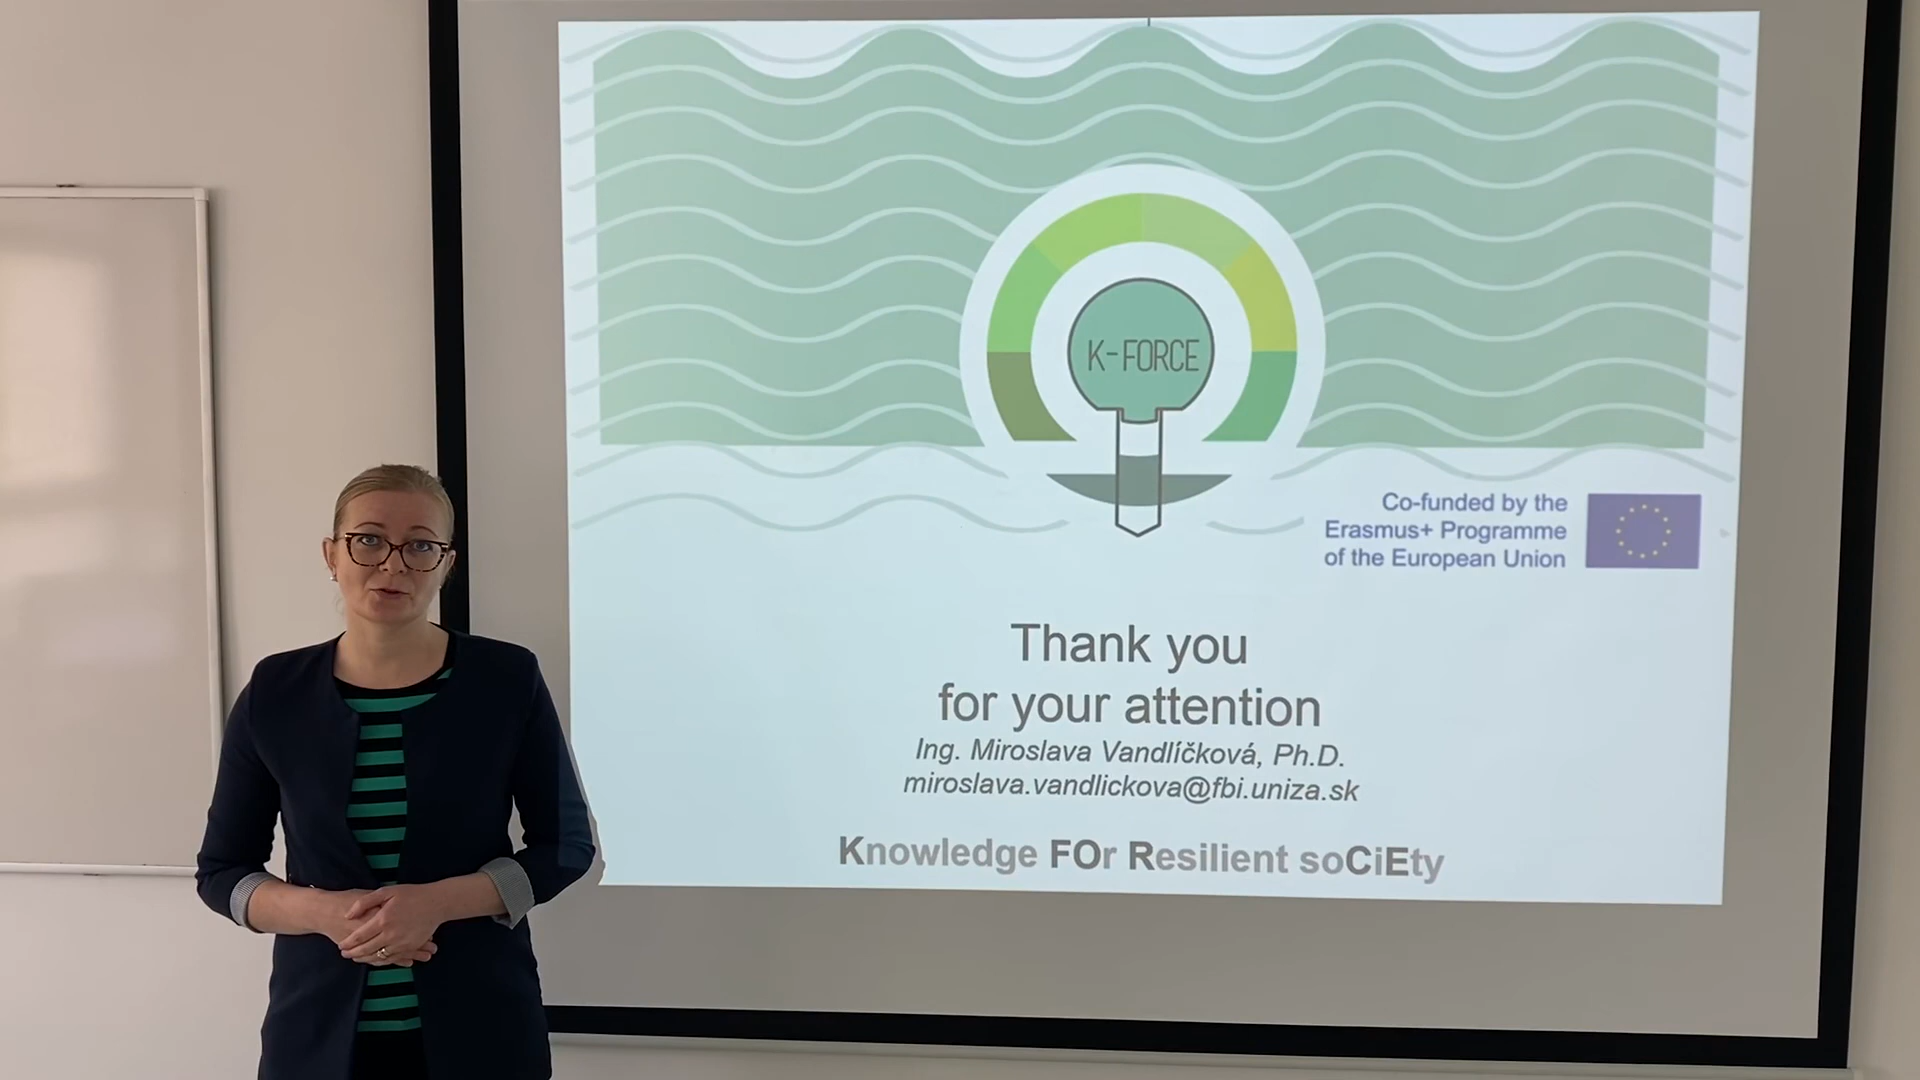 K-FORCE
Co-funded by the
Erasmus+ Programme
of the European Union
Thank you
for your attention
Ing. Miroslava Vandlíčková, Ph.D.
miroslava.vandlickova@fbi.uniza.sk
Knowledge FOr Resilient soCiEty